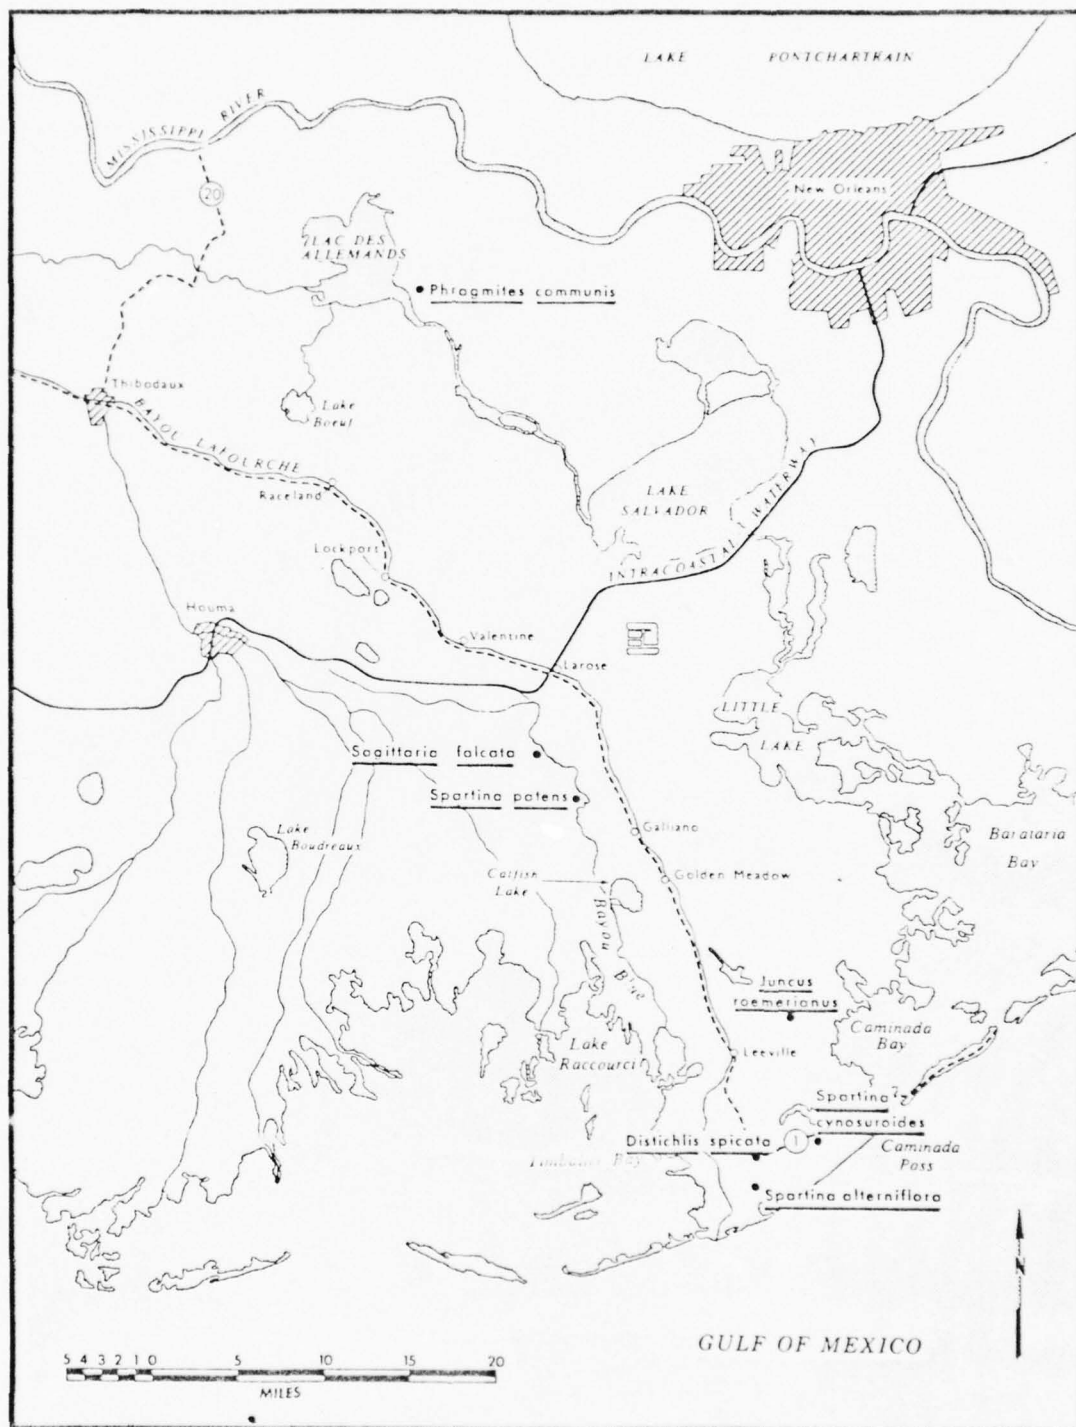 LAKE PONTCHARTRAIN
MISSISSIPPI RIVER
New Orleans
20
LAC DES
ALLEMANDS
Phragmites communis
Thibodaux
Lake
Boeuf
BAYOU LAFOURCHE
Raceland
LAKE
SALVADOR
INTRACOASTAL WATERWAY
Lockport
Houma
Valentine
Larose
LITTLE
LAKE
Sagittaria falcata
Spartina patens
Galliano
Lake
Boudreaux
Barataria
Bay
Catfish
Lake
Golden Meadow
Bayou Blue
Juncus
roemerianus
Caminada
Bay
Lake
Raccourci
Leeville
Spartina
cynosuroides
Distichlis spicata
1
Caminada
Pass
Timbalier Bay
Spartina alterniflora
N
GULF OF MEXICO
5 4 3 2 1 0 5 10 15 20
MILES